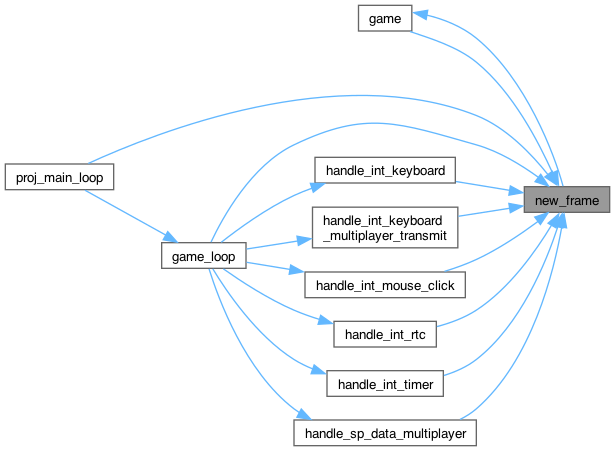 game
proj_main_loop
handle_int_keyboard
new_frame
handle_int_keyboard
_multiplayer_transmit
game_loop
handle_int_mouse_click
handle_int_rtc
handle_int_timer
handle_sp_data_multiplayer